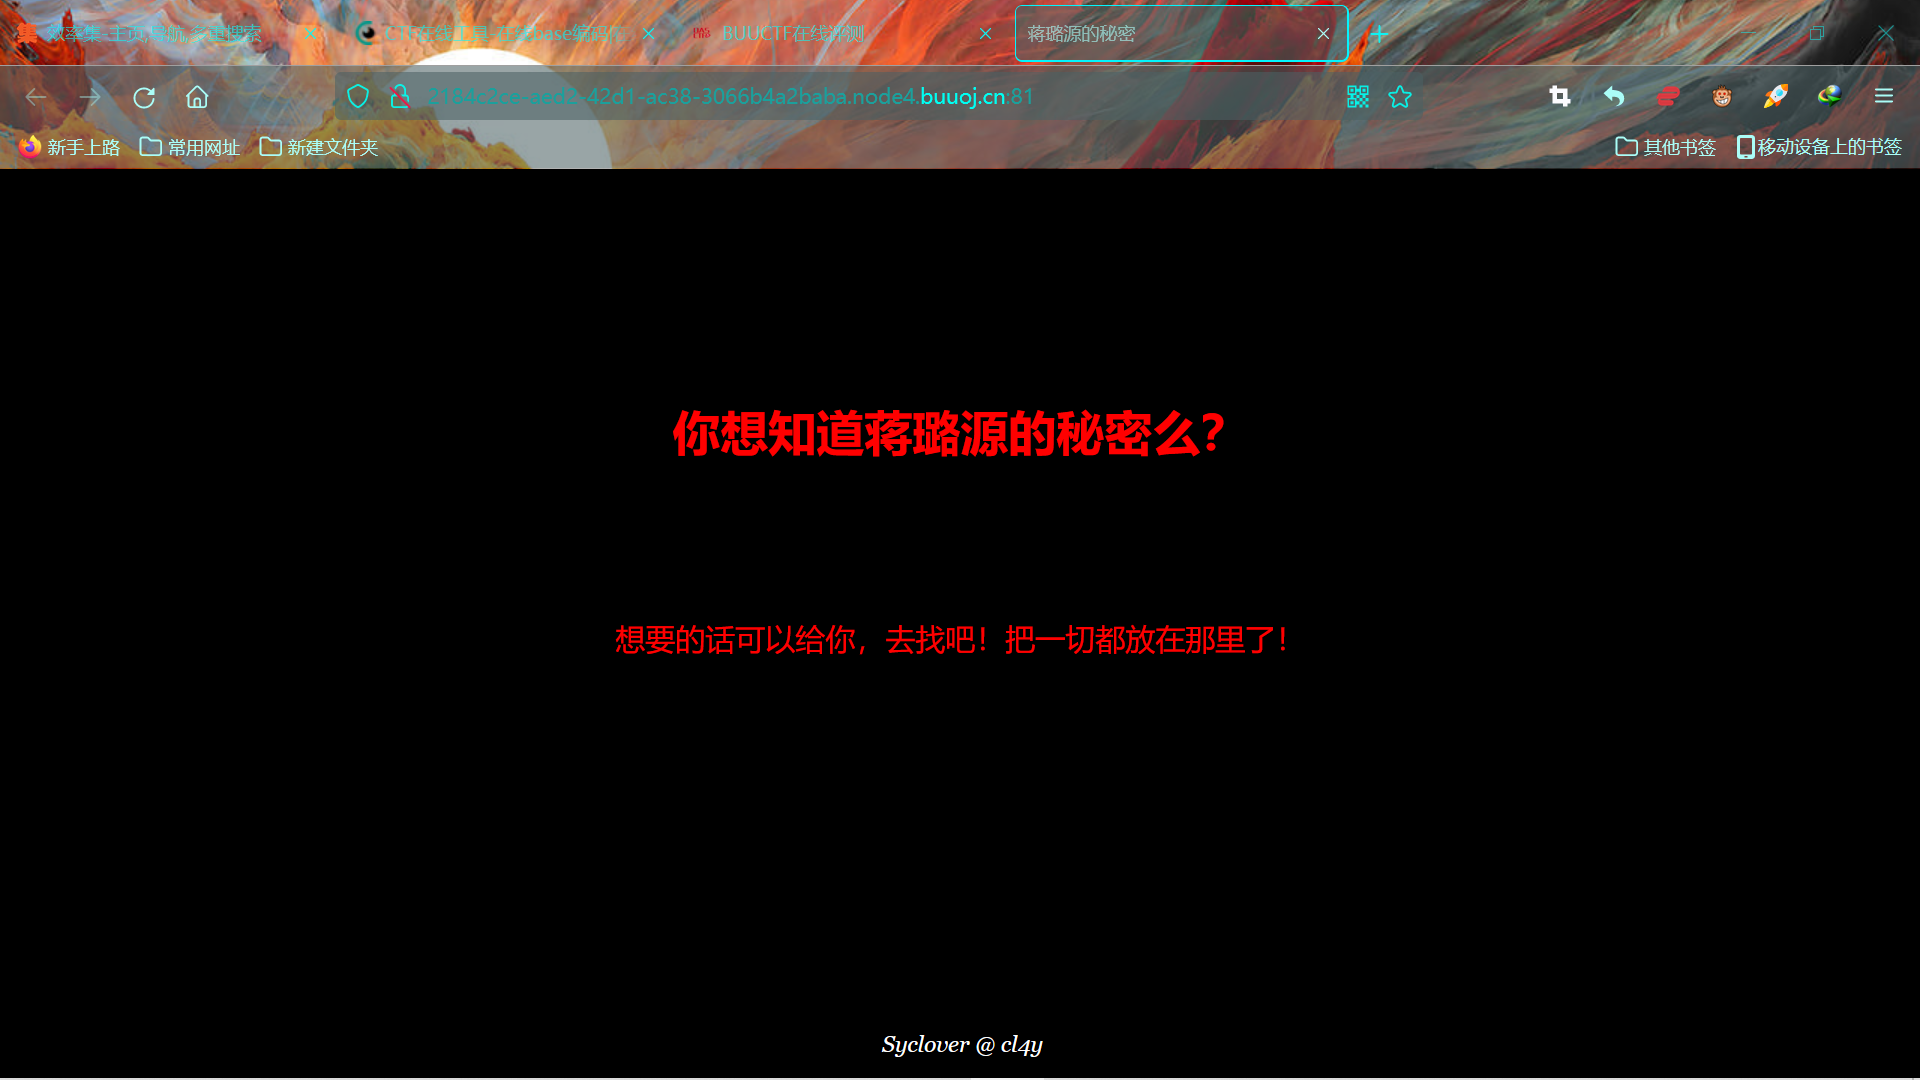 效率集-主页,导航,多重搜索
CTF在线工具-在线base编码
BUUCTF在线评测
蒋璐源的秘密
2184c2ce-aed2-42d1-ac38-3066b4a2baba.node4.buuoj.cn:81
新手上路
常用网址
新建文件夹
其他书签
移动设备上的书签
你想知道蒋璐源的秘密么?
想要的话可以给你，去找吧！把一切都放在那里了！
Syclover @ cl4y